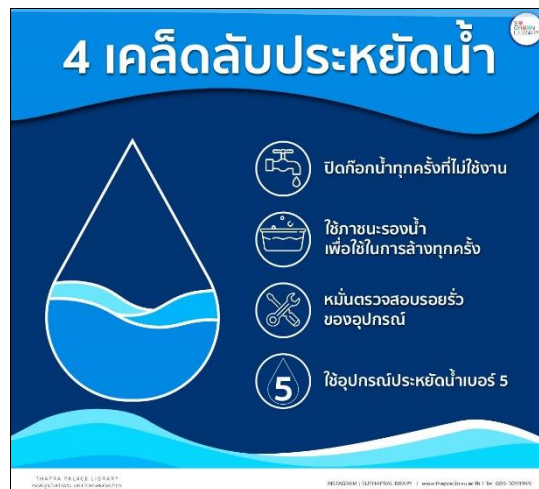 4 เคล็ดลับประหยัดน้ำ
ปิดก๊อกน้ำทุกครั้งที่ไม่ใช้งาน
ใช้ภาชนะรองน้ำ
เพื่อใช้ในการล้างทุกครั้ง
หมั่นตรวจสอบรอยรั่ว
ของอุปกรณ์
5
ใช้อุปกรณ์ประหยัดน้ำเบอร์ 5
THAPRA PALACE LIBRARY